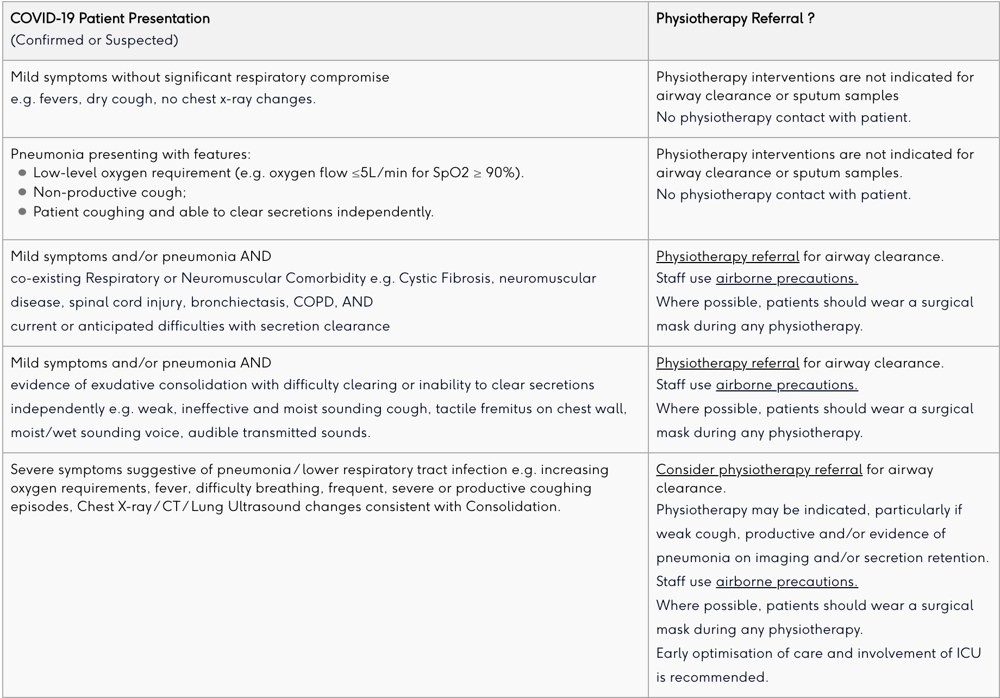 COVID-19 Patient Presentation
(Confirmed or Suspected)
Physiotherapy Referral ?
Mild symptoms without significant respiratory compromise
e.g. fevers, dry cough, no chest x-ray changes.
Physiotherapy interventions are not indicated for
airway clearance or sputum samples
No physiotherapy contact with patient.
Pneumonia presenting with features:
● Low-level oxygen requirement (e.g. oxygen flow ≤5L/min for SpO2 ≥ 90%).
● Non-productive cough;
● Patient coughing and able to clear secretions independently.
Physiotherapy interventions are not indicated for
airway clearance or sputum samples.
No physiotherapy contact with patient.
Mild symptoms and/or pneumonia AND
co-existing Respiratory or Neuromuscular Comorbidity e.g. Cystic Fibrosis, neuromuscular
disease, spinal cord injury, bronchiectasis, COPD, AND
current or anticipated difficulties with secretion clearance
Physiotherapy referral for airway clearance.
Staff use airborne precautions.
Where possible, patients should wear a surgical
mask during any physiotherapy.
Mild symptoms and/or pneumonia AND
evidence of exudative consolidation with difficulty clearing or inability to clear secretions
independently e.g. weak, ineffective and moist sounding cough, tactile fremitus on chest wall,
moist/wet sounding voice, audible transmitted sounds.
Physiotherapy referral for airway clearance.
Staff use airborne precautions.
Where possible, patients should wear a surgical
mask during any physiotherapy.
Severe symptoms suggestive of pneumonia/lower respiratory tract infection e.g. increasing
oxygen requirements, fever, difficulty breathing, frequent, severe or productive coughing
episodes, Chest X-ray/CT/Lung Ultrasound changes consistent with Consolidation.
Consider physiotherapy referral for airway
clearance.
Physiotherapy may be indicated, particularly if
weak cough, productive and/or evidence of
pneumonia on imaging and/or secretion retention.
Staff use airborne precautions.
Where possible, patients should wear a surgical
mask during any physiotherapy.
Early optimisation of care and involvement of ICU
is recommended.